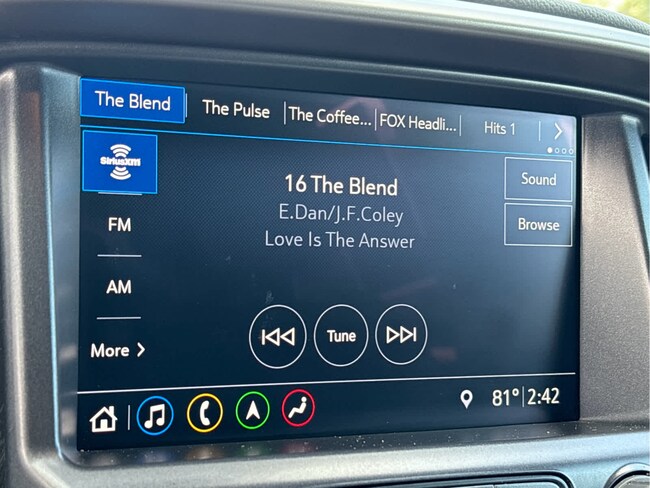 The Blend
The Pulse
The Coffee...
FOX Headli...
Hits 1
SiriusXM
16 The Blend
Sound
E.Dan/J.F.Coley
FM
Browse
Love Is The Answer
AM
Tune
More
81° 2:42